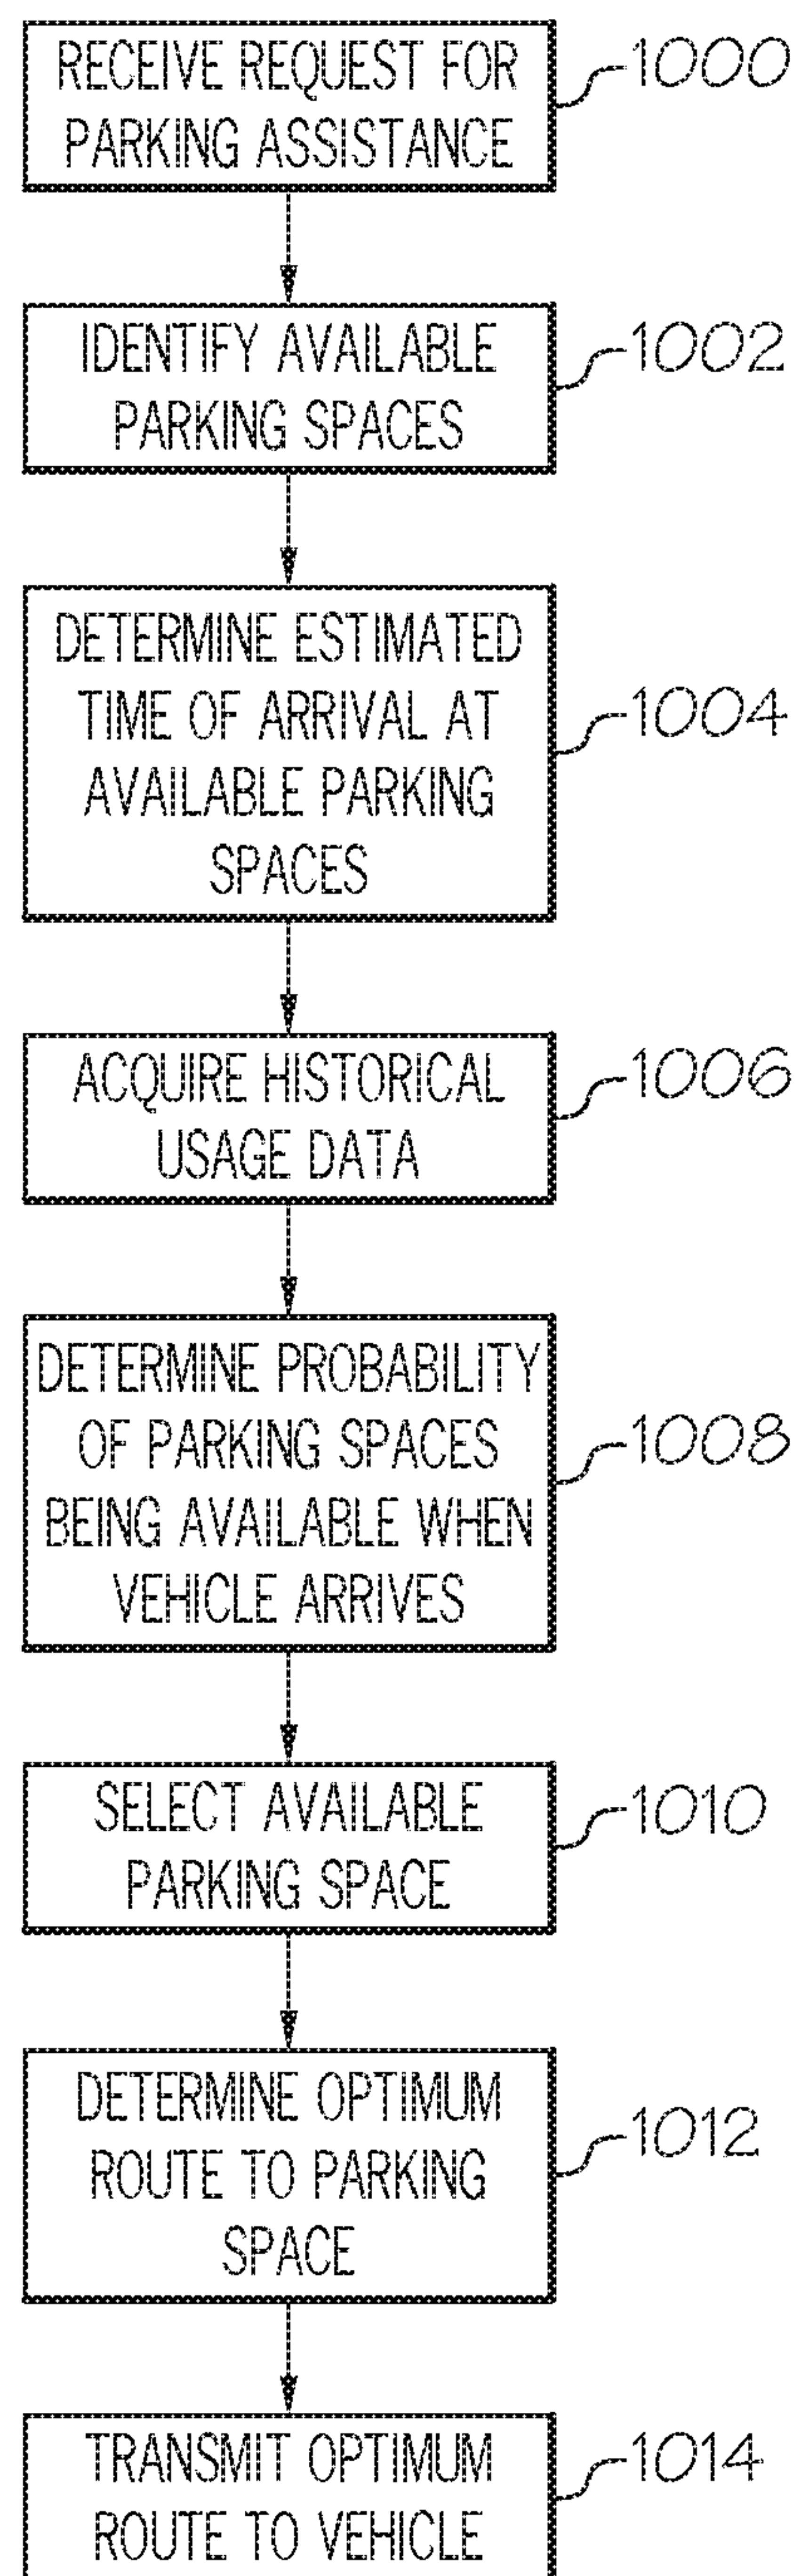 RECEIVE REQUEST FOR
PARKING ASSISTANCE
1000
IDENTIFY AVAILABLE
PARKING SPACES
1002
DETERMINE ESTIMATED
TIME OF ARRIVAL AT
AVAILABLE PARKING
SPACES
1004
ACQUIRE HISTORICAL
USAGE DATA
1006
DETERMINE PROBABILITY
OF PARKING SPACES
BEING AVAILABLE WHEN
VEHICLE ARRIVES
1008
SELECT AVAILABLE
PARKING SPACE
1010
DETERMINE OPTIMUM
ROUTE TO PARKING
SPACE
1012
TRANSMIT OPTIMUM
ROUTE TO VEHICLE
1014